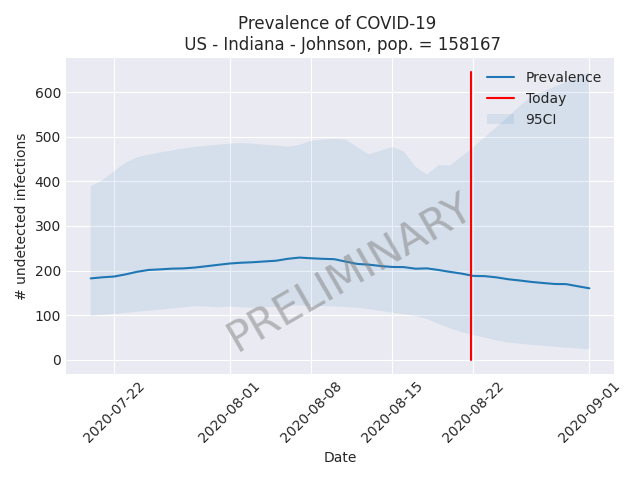 Prevalence of COVID-19
US - Indiana - Johnson, pop. = 158167
# undetected infections
600
500
400
300
200
100
0
Prevalence
Today
95CI
PRELIMINARY
2020-07-22
2020-08-01
2020-08-08
2020-08-15
2020-08-22
2020-09-01
Date